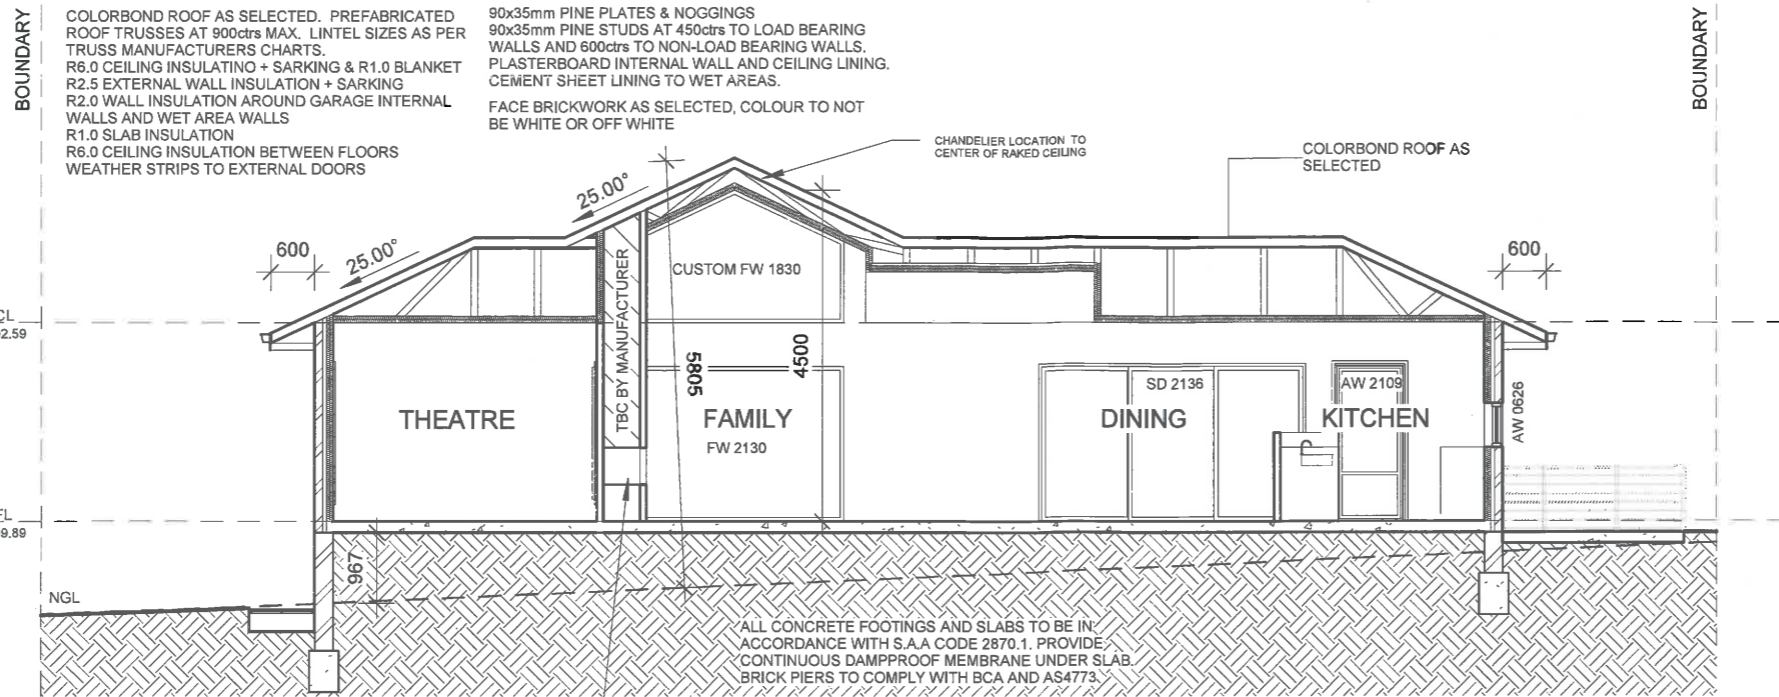 BOUNDARY
COLORBOND ROOF AS SELECTED. PREFABRICATED
ROOF TRUSSES AT 900ctrs MAX. LINTEL SIZES AS PER
TRUSS MANUFACTURERS CHARTS.
R6.0 CEILING INSULATINO + SARKING & R1.0 BLANKET
R2.5 EXTERNAL WALL INSULATION + SARKING
R2.0 WALL INSULATION AROUND GARAGE INTERNAL
WALLS AND WET AREA WALLS
R1.0 SLAB INSULATION
R6.0 CEILING INSULATION BETWEEN FLOORS
WEATHER STRIPS TO EXTERNAL DOORS
90x35mm PINE PLATES & NOGGINGS
90x35mm PINE STUDS AT 450ctrs TO LOAD BEARING
WALLS AND 600ctrs TO NON-LOAD BEARING WALLS.
PLASTERBOARD INTERNAL WALL AND CEILING LINING.
CEMENT SHEET LINING TO WET AREAS.
FACE BRICKWORK AS SELECTED, COLOUR TO NOT
BE WHITE OR OFF WHITE
CHANDELIER LOCATION TO
CENTER OF RAKED CEILING
COLORBOND ROOF AS
SELECTED
BOUNDARY
25.00°
25.00°
600
600
CUSTOM FW 1830
TBC BY MANUFACTURER
CL
2.59
5805
4500
THEATRE
FAMILY
FW 2130
DINING
SD 2136
KITCHEN
AW 2109
AW 0626
FL
9.89
967
NGL
ALL CONCRETE FOOTINGS AND SLABS TO BE IN
ACCORDANCE WITH S.A.A CODE 2870.1. PROVIDE
CONTINUOUS DAMPPROOF MEMBRANE UNDER SLAB.
BRICK PIERS TO COMPLY WITH BCA AND AS4773